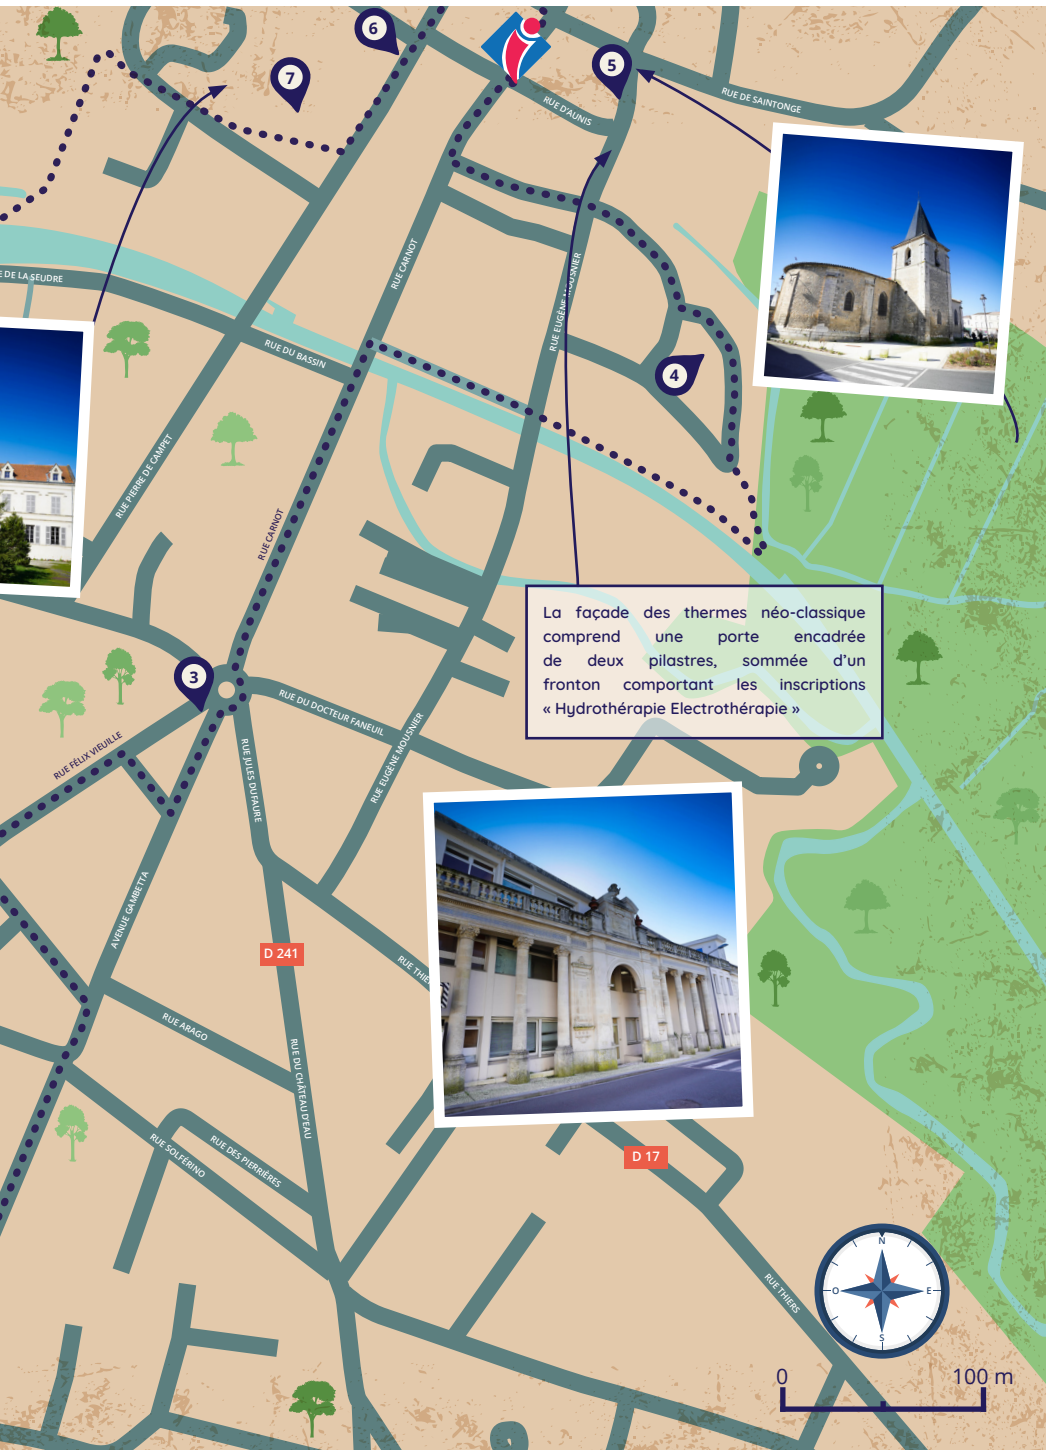 6
7
5
RUE D'AUNIS
RUE DE SAINTONGE
RUE CARNOT
RUE EUGÈNE MOUSNIER
E DE LA SEUDRE
RUE DU BASSIN
4
RUE PIERRE DE CAMPET
RUE CARNOT
La façade des thermes néo-classique
comprend une porte encadrée
de deux pilastres, sommée d’un
fronton comportant les inscriptions
« Hydrothérapie Electrothérapie »
3
RUE DU DOCTEUR FANEUIL
RUE FÉLIX VIEUILLE
RUE JULES DUFAURE
RUE EUGÈNE MOUSNIER
AVENUE GAMBETTA
D 241
RUE THIE
RUE ARAGO
RUE DU CHÂTEAU D'EAU
RUE SOLFÉRINO
RUE DES PIERRIÈRES
D 17
RUE THIERS
N
O
E
S
0
100 m